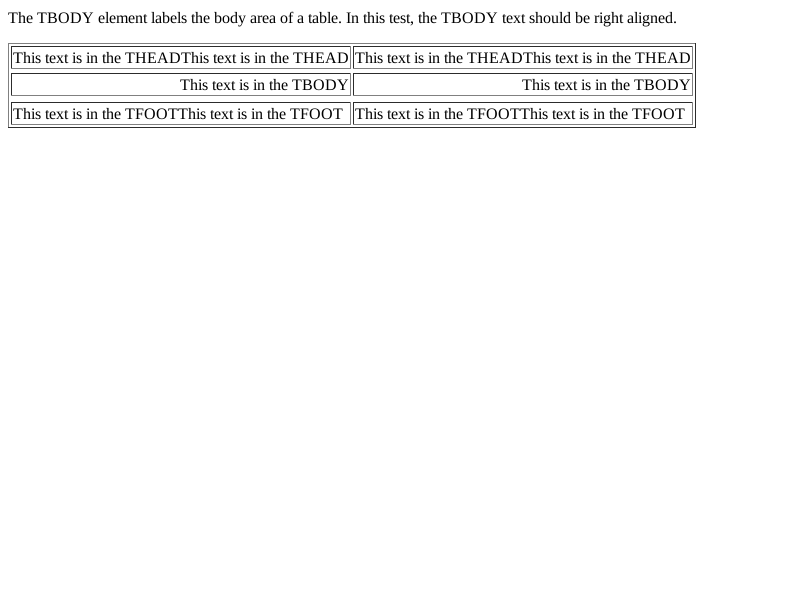 The TBODY element labels the body area of a table. In this test, the TBODY text should be right aligned.
This text is in the THEADThis text is in the THEAD This text is in the THEADThis text is in the THEAD
This text is in the TBODY This text is in the TBODY
This text is in the TFOOTThis text is in the TFOOT This text is in the TFOOTThis text is in the TFOOT